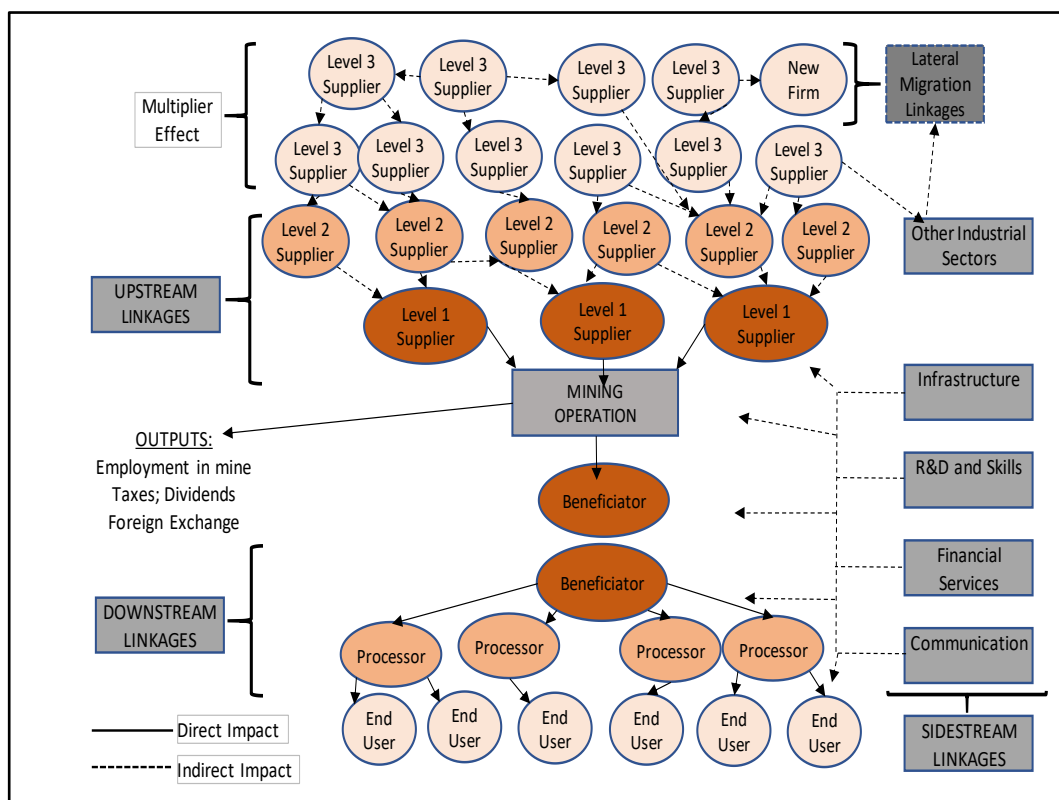 Multiplier
Effect
Level 3
Supplier
Level 3
Supplier
Level 3
Supplier
Level 3
Supplier
New
Firm
Lateral
Migration
Linkages
Level 3
Supplier
Level 3
Supplier
Level 3
Supplier
Level 3
Supplier
Level 3
Supplier
Level 3
Supplier
UPSTREAM
LINKAGES
Level 2
Supplier
Level 2
Supplier
Level 2
Supplier
Level 2
Supplier
Level 2
Supplier
Level 2
Supplier
Other Industrial
Sectors
Level 1
Supplier
Level 1
Supplier
Level 1
Supplier
MINING
OPERATION
OUTPUTS:
Employment in mine
Taxes; Dividends
Foreign Exchange
Beneficiator
Infrastructure
R&D and Skills
Financial
Services
Communication
SIDESTREAM
LINKAGES
DOWNSTREAM
LINKAGES
Beneficiator
Processor
Processor
Processor
Processor
End
User
End
User
End
User
End
User
End
User
End
User
Direct Impact
Indirect Impact